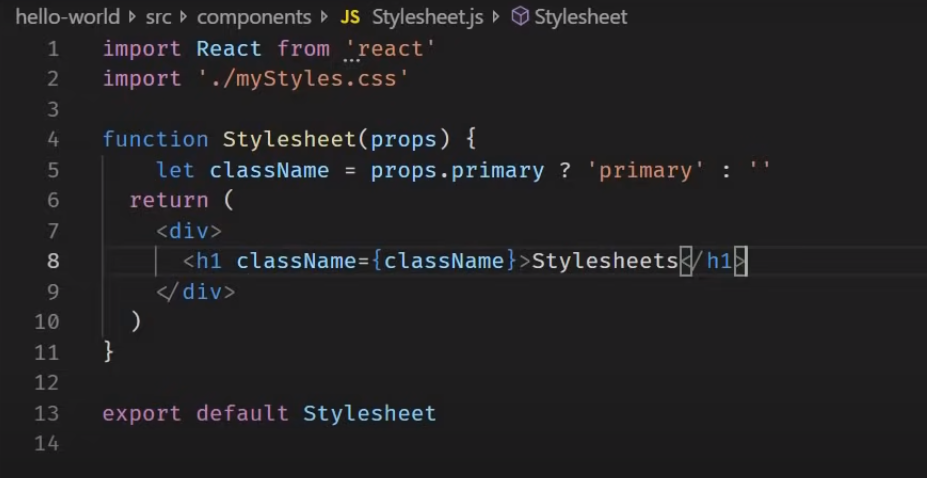 hello-world > src > components > JS Stylesheet.js > Stylesheet
1 import React from 'react'
2 import './myStyles.css'
3
4 function Stylesheet(props) {
5     let className = props.primary ? 'primary' : ''
6   return (
7     <div>
8       <h1 className={className}>Stylesheets</h1>
9     </div>
10   )
11 }
12
13 export default Stylesheet
14